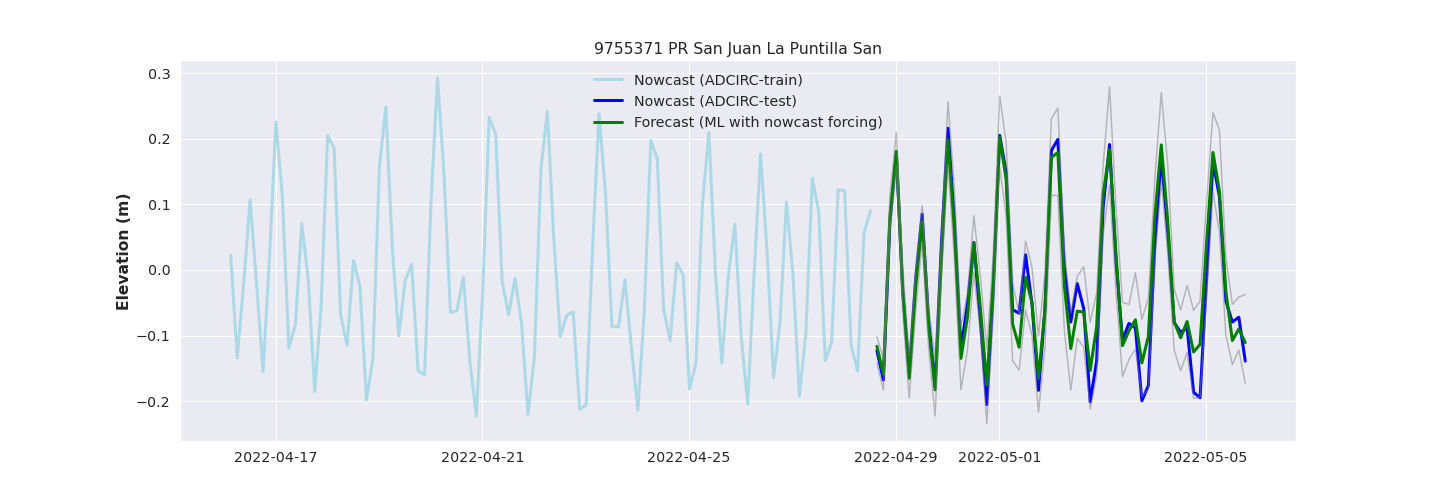 9755371 PR San Juan La Puntilla San
Nowcast (ADCIRC-train)
Nowcast (ADCIRC-test)
Forecast (ML with nowcast forcing)
Elevation (m)
0.3
0.2
0.1
0.0
−0.1
−0.2
2022-04-17 2022-04-21 2022-04-25 2022-04-29 2022-05-01 2022-05-05